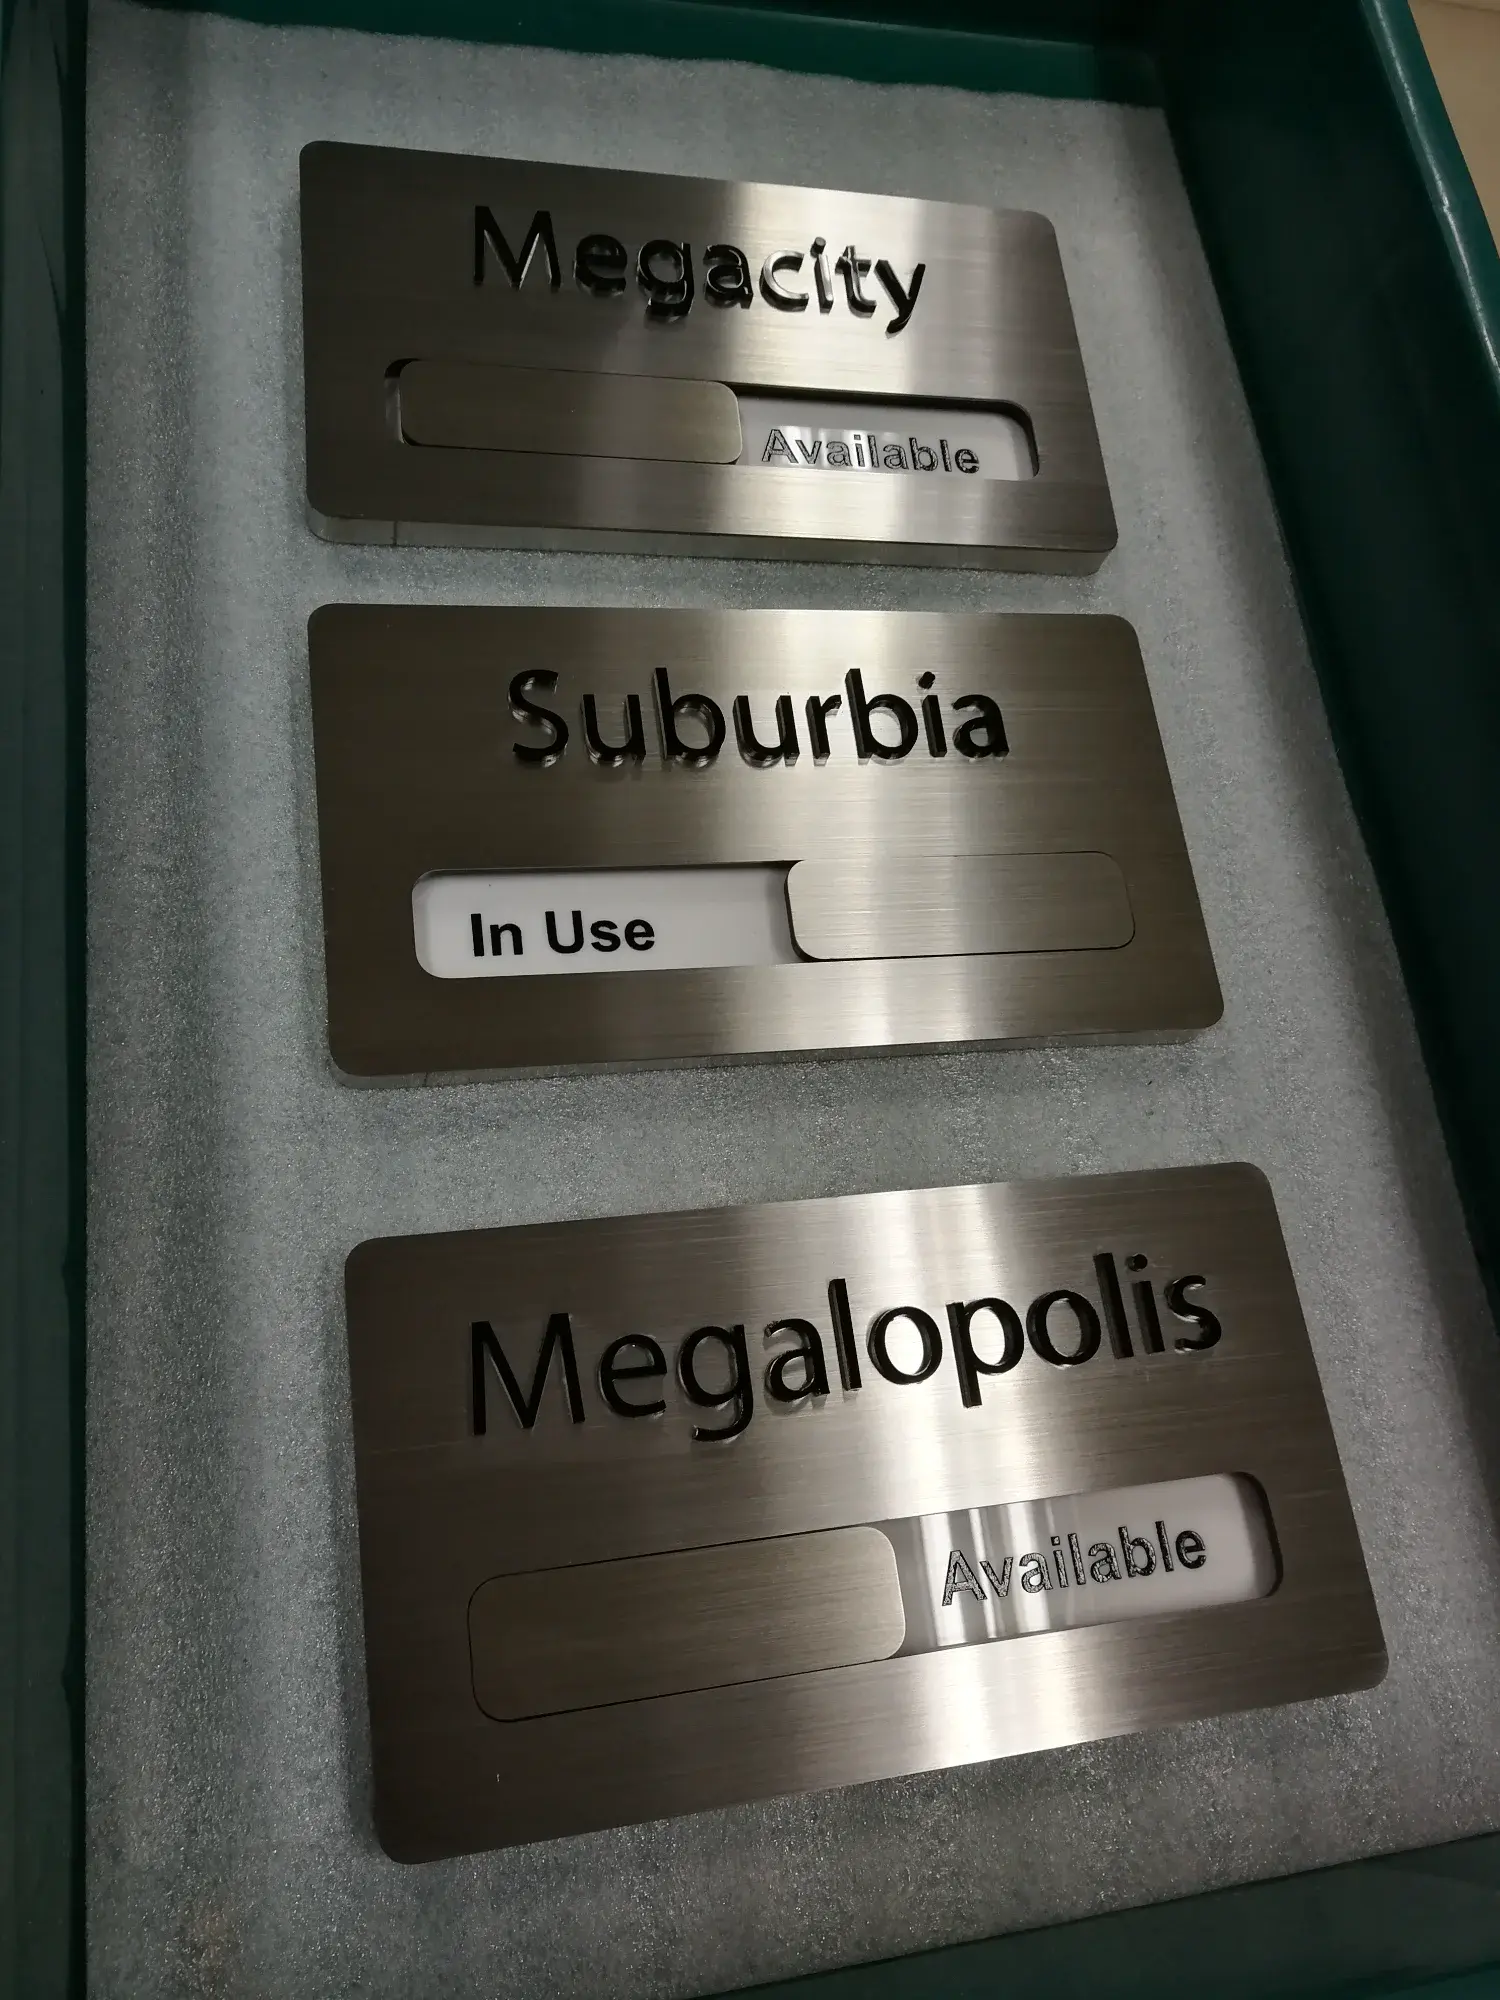 Megacity
Available
Suburbia
In Use
Megalopolis
Available